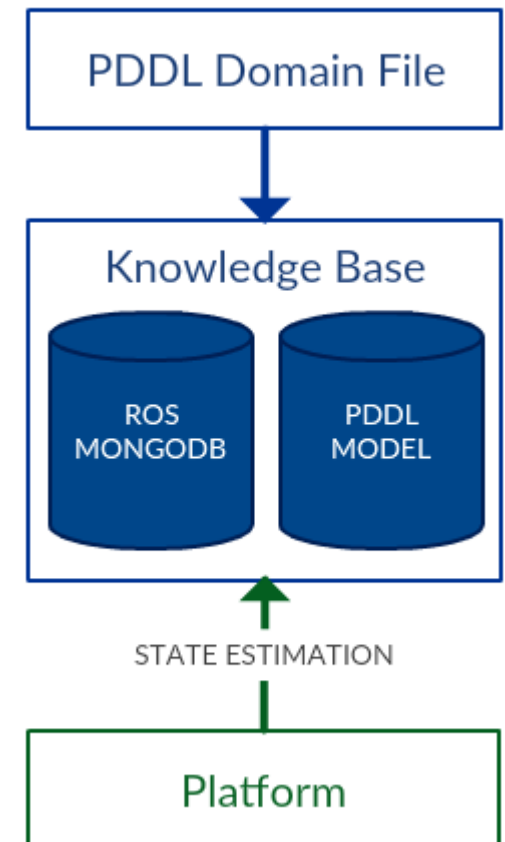 PDDL Domain File
Knowledge Base
ROS
MONGODB
PDDL
MODEL
STATE ESTIMATION
Platform